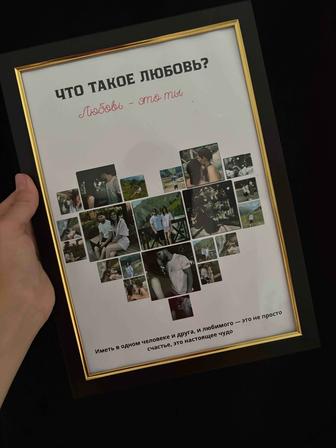 ЧТО ТАКОЕ ЛЮБОВЬ?
Любовь - это ты
Иметь в одном человеке и друга, и любимого — это не просто
счастье, это настоящее чудо